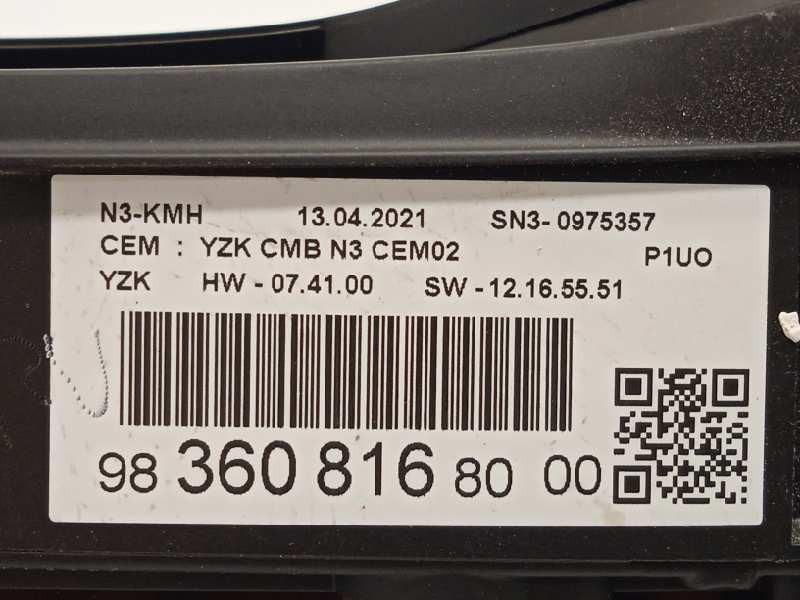 N3-KMH 13.04.2021 SN3- 0975357
CEM : YZK CMB N3 CEM02 P1UO
YZK HW - 07.41.00 SW - 12.16.55.51
98 360 816 80 00